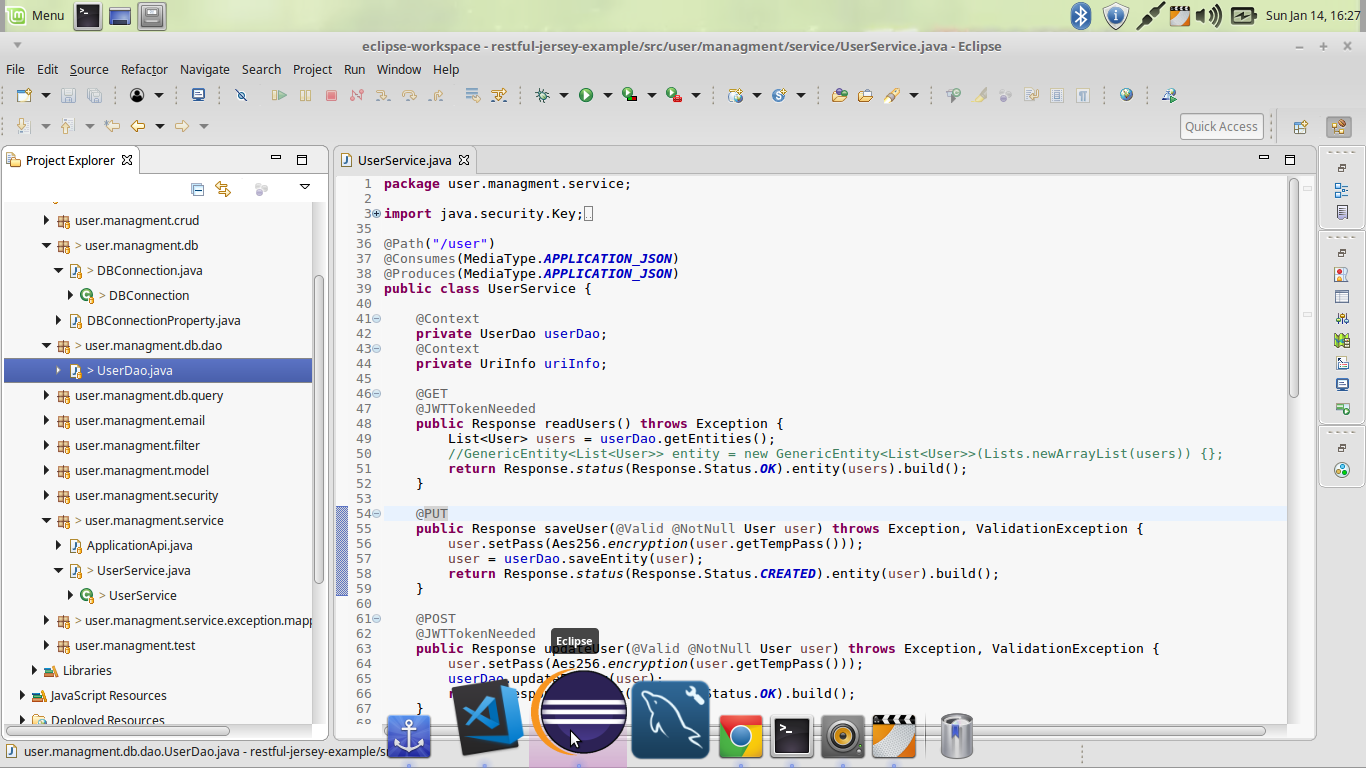 Menu
Sun Jan 14, 16:27
eclipse-workspace - restful-jersey-example/src/user/managment/service/UserService.java - Eclipse
File Edit Source Refactor Navigate Search Project Run Window Help
Quick Access
Project Explorer
user.managment.crud
> user.managment.db
> DBConnection.java
> DBConnection
DBConnectionProperty.java
> user.managment.db.dao
> UserDao.java
user.managment.db.query
user.managment.email
user.managment.filter
user.managment.model
user.managment.security
> user.managment.service
ApplicationApi.java
> UserService.java
> UserService
> user.managment.service.exception.mapp
user.managment.test
Libraries
JavaScript Resources
Deployed Resources
UserService.java
1 package user.managment.service;
2
3 import java.security.Key;
35
36 @Path("/user")
37 @Consumes(MediaType.APPLICATION_JSON)
38 @Produces(MediaType.APPLICATION_JSON)
39 public class UserService {
40
41 @Context
42 private UserDao userDao;
43 @Context
44 private UriInfo uriInfo;
45
46 @GET
47 @JWTTokenNeeded
48 public Response readUsers() throws Exception {
49 List<User> users = userDao.getEntities();
50 //GenericEntity<List<User>> entity = new GenericEntity<List<User>>(Lists.newArrayList(users)) {};
51 return Response.status(Response.Status.OK).entity(users).build();
52 }
53
54 @PUT
55 public Response saveUser(@Valid @NotNull User user) throws Exception, ValidationException {
56 user.setPass(Aes256.encryption(user.getTempPass()));
57 user = userDao.saveEntity(user);
58 return Response.status(Response.Status.CREATED).entity(user).build();
59 }
60
61 @POST
62 @JWTTokenNeeded
63 public Response updateUser(@Valid @NotNull User user) throws Exception, ValidationException {
64 user.setPass(Aes256.encryption(user.getTempPass()));
65 userDao (user);
66 Status.OK).build();
67 }
68
Eclipse
user.managment.db.dao.UserDao.java - restful-jersey-example/